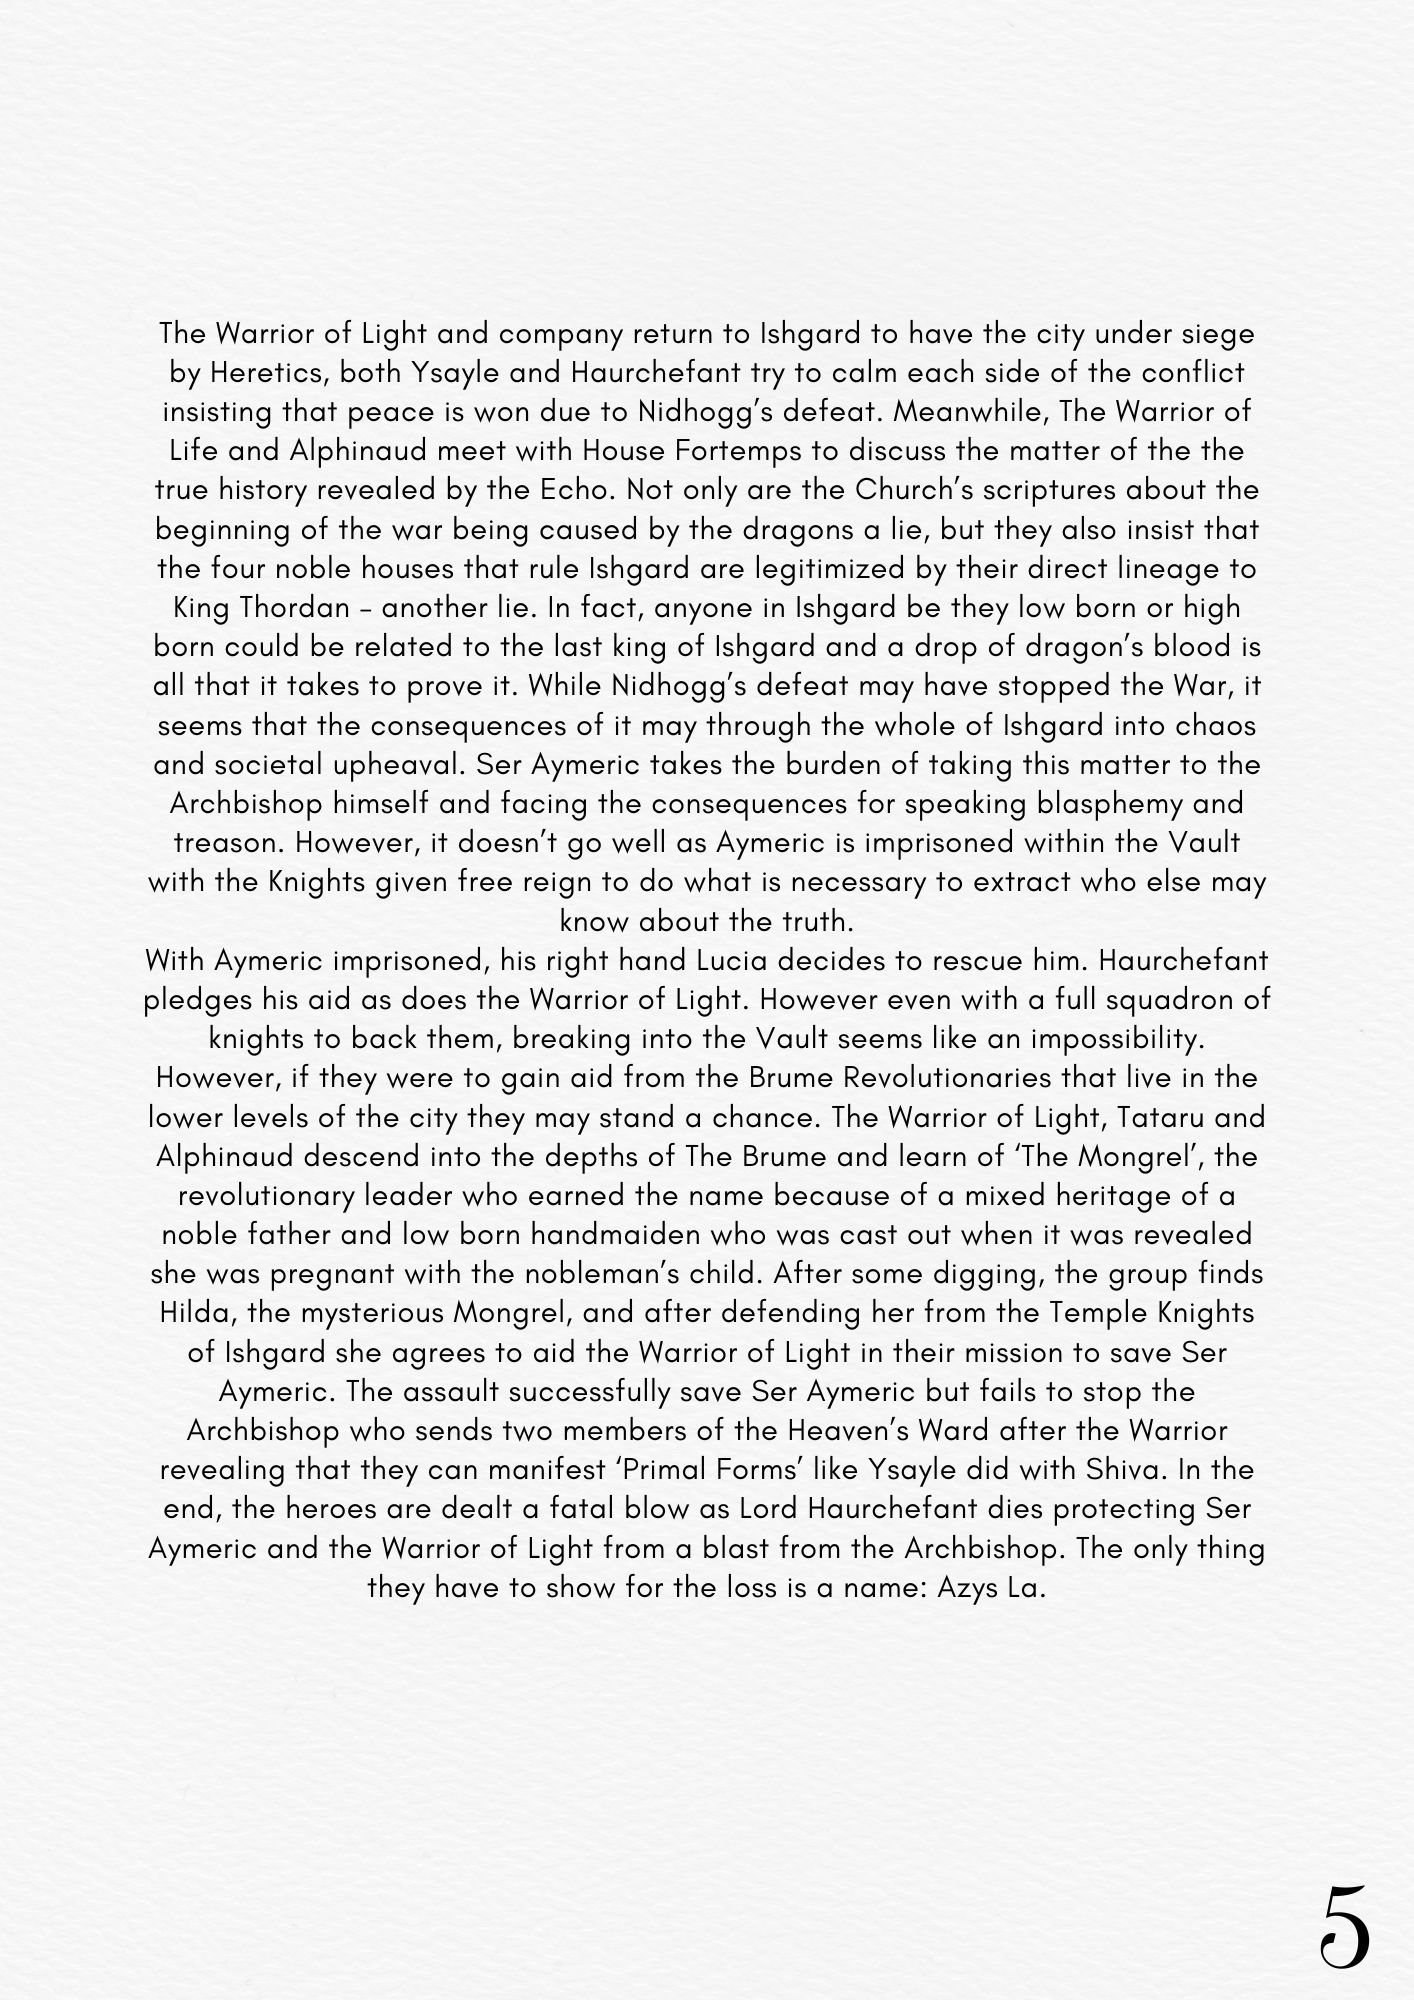 The Warrior of Light and company return to Ishgard to have the city under siege
by Heretics, both Ysayle and Haurchefant try to calm each side of the conflict
insisting that peace is won due to Nidhogg’s defeat. Meanwhile, The Warrior of
Life and Alphinaud meet with House Fortemps to discuss the matter of the the
true history revealed by the Echo. Not only are the Church’s scriptures about the
beginning of the war being caused by the dragons a lie, but they also insist that
the four noble houses that rule Ishgard are legitimized by their direct lineage to
King Thordan – another lie. In fact, anyone in Ishgard be they low born or high
born could be related to the last king of Ishgard and a drop of dragon’s blood is
all that it takes to prove it. While Nidhogg’s defeat may have stopped the War, it
seems that the consequences of it may through the whole of Ishgard into chaos
and societal upheaval. Ser Aymeric takes the burden of taking this matter to the
Archbishop himself and facing the consequences for speaking blasphemy and
treason. However, it doesn’t go well as Aymeric is imprisoned within the Vault
with the Knights given free reign to do what is necessary to extract who else may
know about the truth.
With Aymeric imprisoned, his right hand Lucia decides to rescue him. Haurchefant
pledges his aid as does the Warrior of Light. However even with a full squadron of
knights to back them, breaking into the Vault seems like an impossibility.
However, if they were to gain aid from the Brume Revolutionaries that live in the
lower levels of the city they may stand a chance. The Warrior of Light, Tataru and
Alphinaud descend into the depths of The Brume and learn of ‘The Mongrel’, the
revolutionary leader who earned the name because of a mixed heritage of a
noble father and low born handmaiden who was cast out when it was revealed
she was pregnant with the nobleman’s child. After some digging, the group finds
Hilda, the mysterious Mongrel, and after defending her from the Temple Knights
of Ishgard she agrees to aid the Warrior of Light in their mission to save Ser
Aymeric. The assault successfully save Ser Aymeric but fails to stop the
Archbishop who sends two members of the Heaven’s Ward after the Warrior
revealing that they can manifest ‘Primal Forms’ like Ysayle did with Shiva. In the
end, the heroes are dealt a fatal blow as Lord Haurchefant dies protecting Ser
Aymeric and the Warrior of Light from a blast from the Archbishop. The only thing
they have to show for the loss is a name: Azys La.
5